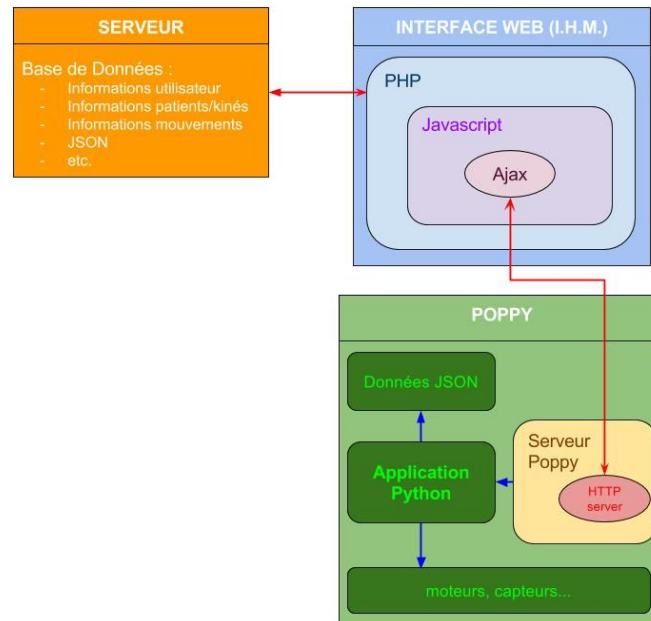 SERVEUR
Base de Données :
- Informations utilisateur
- Informations patients/kinés
- Informations mouvements
- JSON
- etc.
INTERFACE WEB (I.H.M.)
PHP
Javascript
Ajax
POPPY
Données JSON
Application
Python
Serveur
Poppy
HTTP
server
moteurs, capteurs...